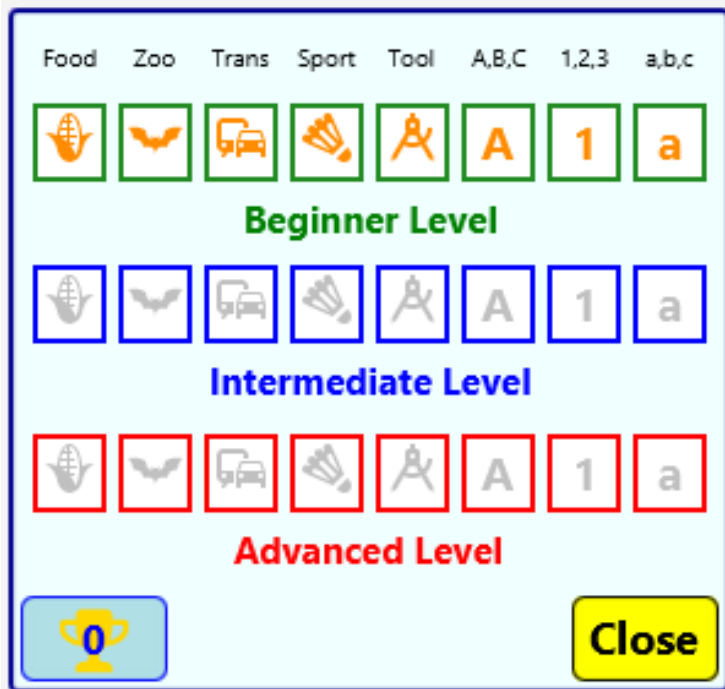 Food Zoo Trans Sport Tool A,B,C 1,2,3 a,b,c
A 1 a
Beginner Level
A 1 a
Intermediate Level
A 1 a
Advanced Level
0 Close